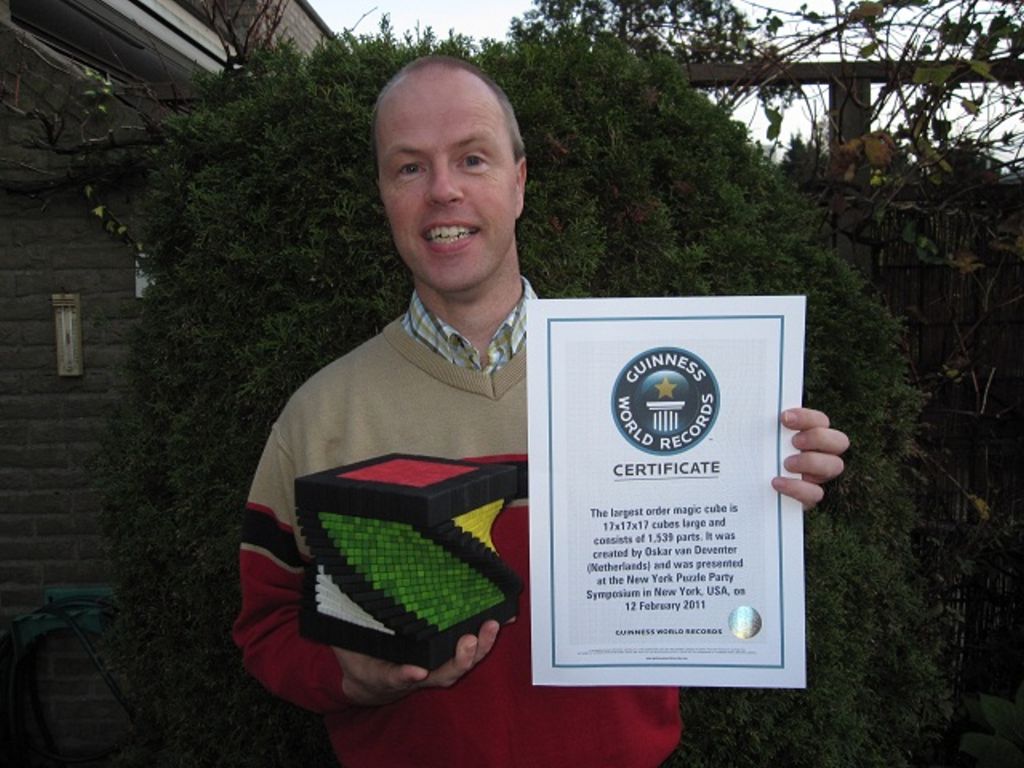 GUINNESS
WORLD RECORDS
CERTIFICATE
The largest order magic cube is
17x17x17 cubes large and
consists of 1,539 parts. It was
created by Oskar van Deventer
(Netherlands) and was presented
at the New York Puzzle Party
Symposium in New York, USA, on
12 February 2011
GUINNESS WORLD RECORDS